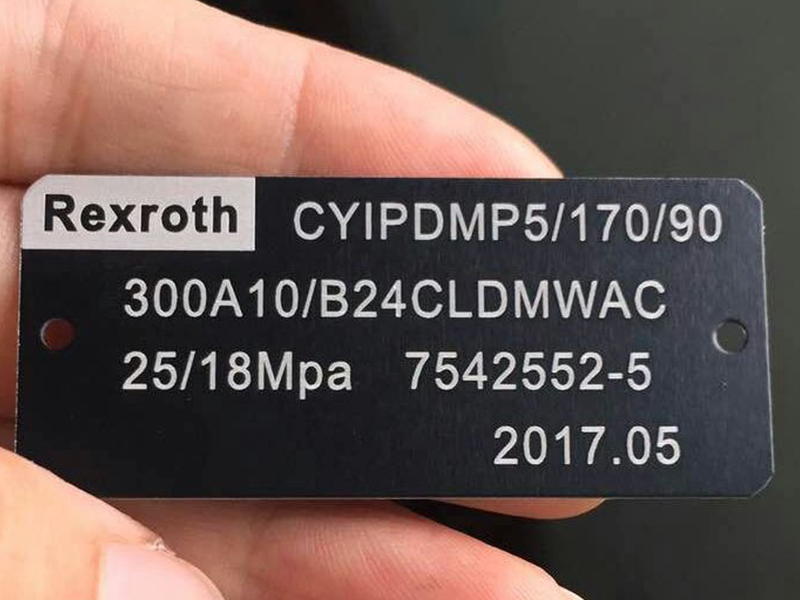 Rexroth CYIPDMP5/170/90
300A10/B24CLDMWAC
25/18Mpa 7542552-5
2017.05